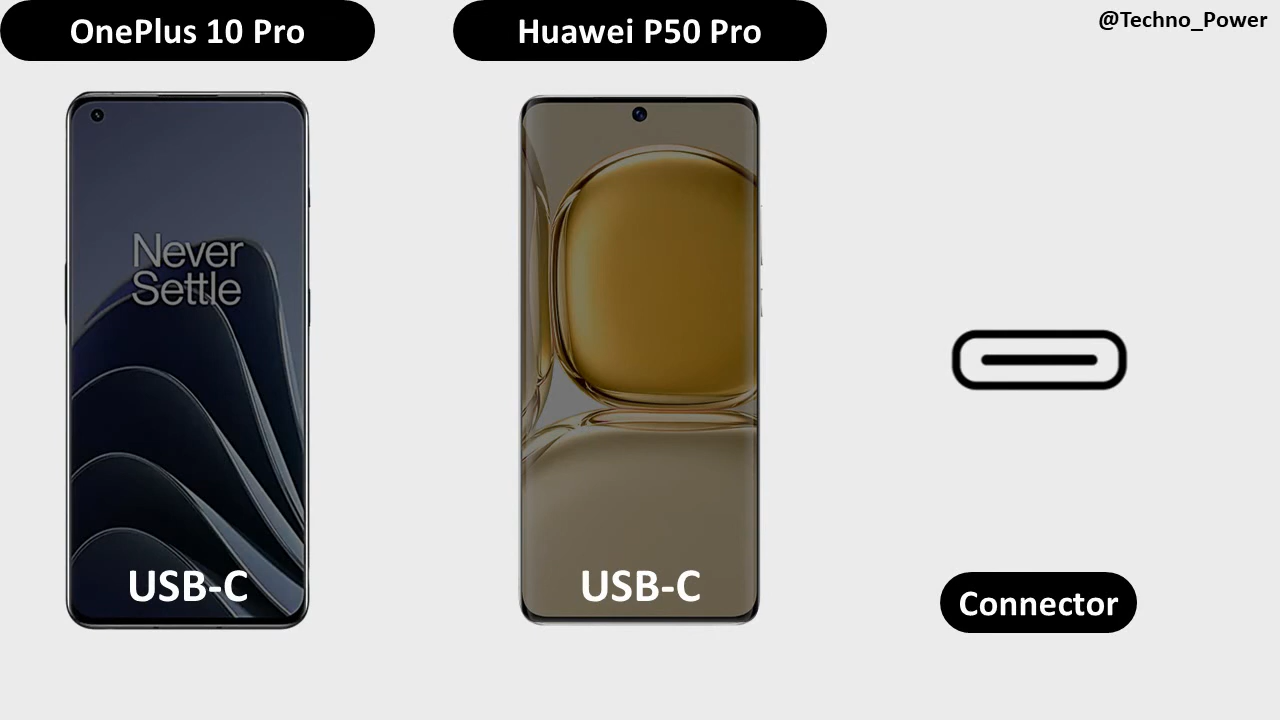 OnePlus 10 Pro
Huawei P50 Pro
@Techno_Power
Never
Settle
USB-C
USB-C
Connector